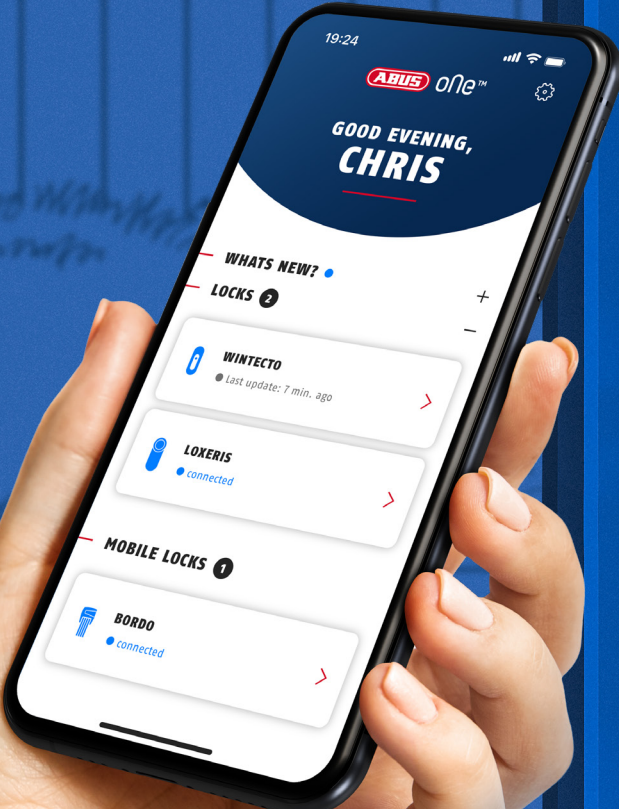 19:24
ABUS one™
GOOD EVENING,
CHRIS
WHATS NEW?
LOCKS 2
WINTECTO
Last update: 7 min. ago
LOXERIS
connected
MOBILE LOCKS 1
BORDO
connected